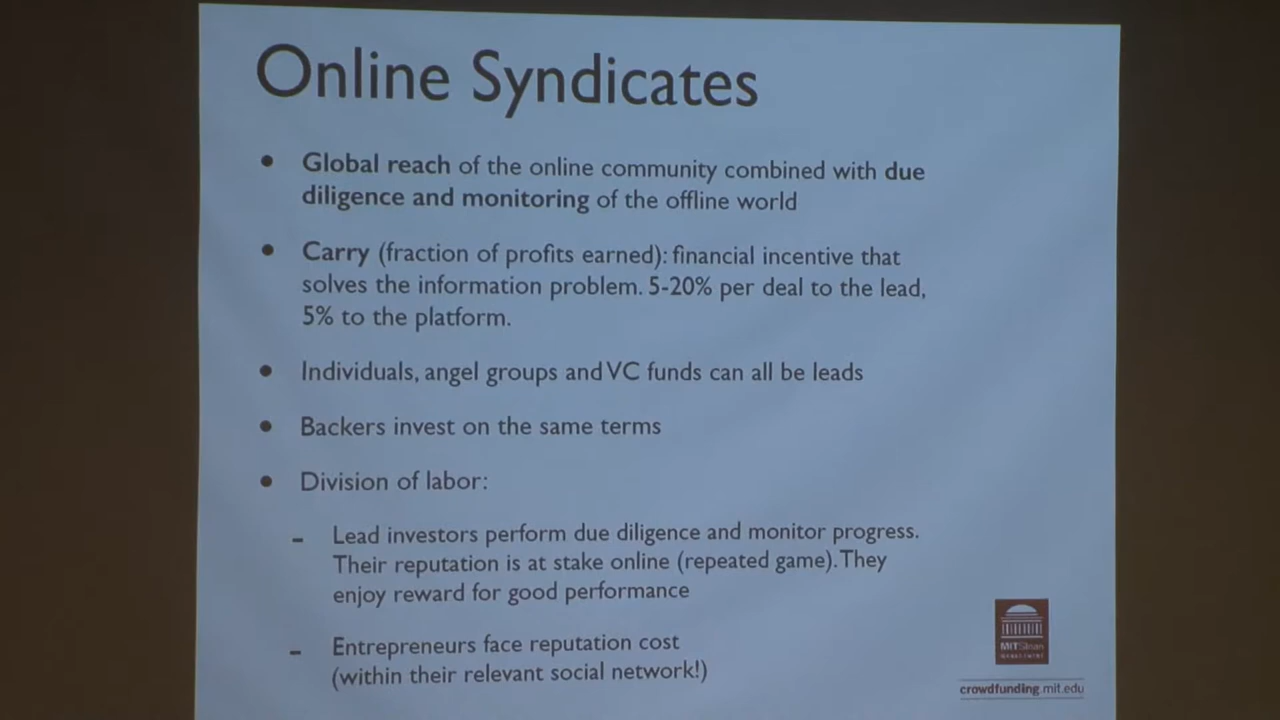 Online Syndicates
• Global reach of the online community combined with due
diligence and monitoring of the offline world
• Carry (fraction of profits earned): financial incentive that
solves the information problem. 5-20% per deal to the lead,
5% to the platform.
• Individuals, angel groups and VC funds can all be leads
• Backers invest on the same terms
• Division of labor:
- Lead investors perform due diligence and monitor progress.
Their reputation is at stake online (repeated game). They
enjoy reward for good performance
- Entrepreneurs face reputation cost
(within their relevant social network!)
MITSloan
MANAGEMENT
crowdfunding.mit.edu